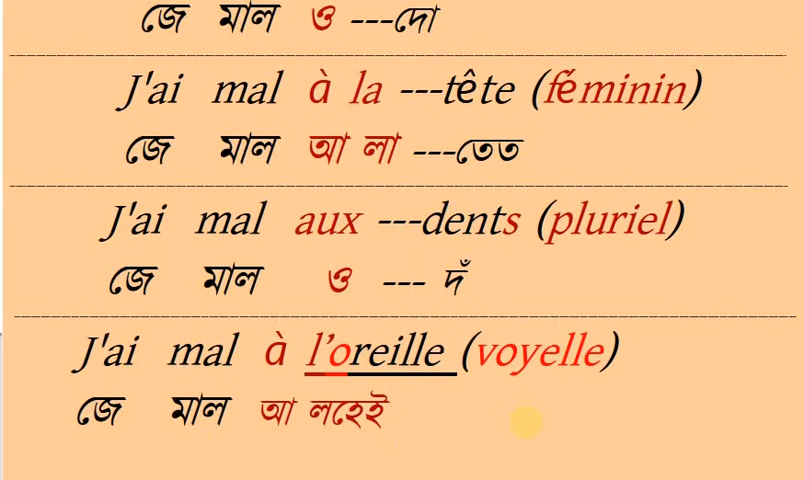 জে মাল ও ---দো
J'ai mal à la ---tête (féminin)
জে মাল আ লা ---তেত
J'ai mal aux ---dents (pluriel)
জে মাল ও --- দঁ
J'ai mal à l’oreille (voyelle)
জে মাল আ লহেই